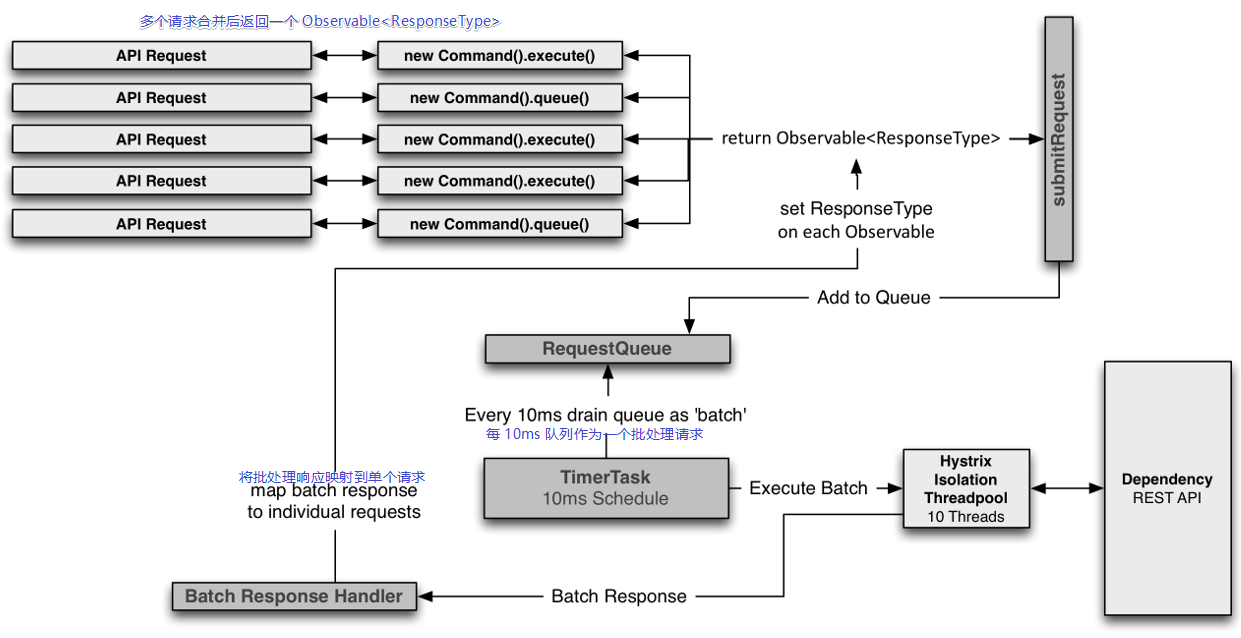 多个请求合并后返回一个 Observable<ResponseType>
API Request
new Command().execute()
API Request
new Command().queue()
API Request
new Command().execute()
API Request
new Command().execute()
API Request
new Command().queue()
return Observable<ResponseType>
submitRequest
set ResponseType
on each Observable
Add to Queue
RequestQueue
Every 10ms drain queue as 'batch'
每 10ms 队列作为一个批处理请求
TimerTask
10ms Schedule
Execute Batch
Hystrix
Isolation
Threadpool
10 Threads
Dependency
REST API
将批处理响应映射到单个请求
map batch response
to individual requests
Batch Response Handler
Batch Response